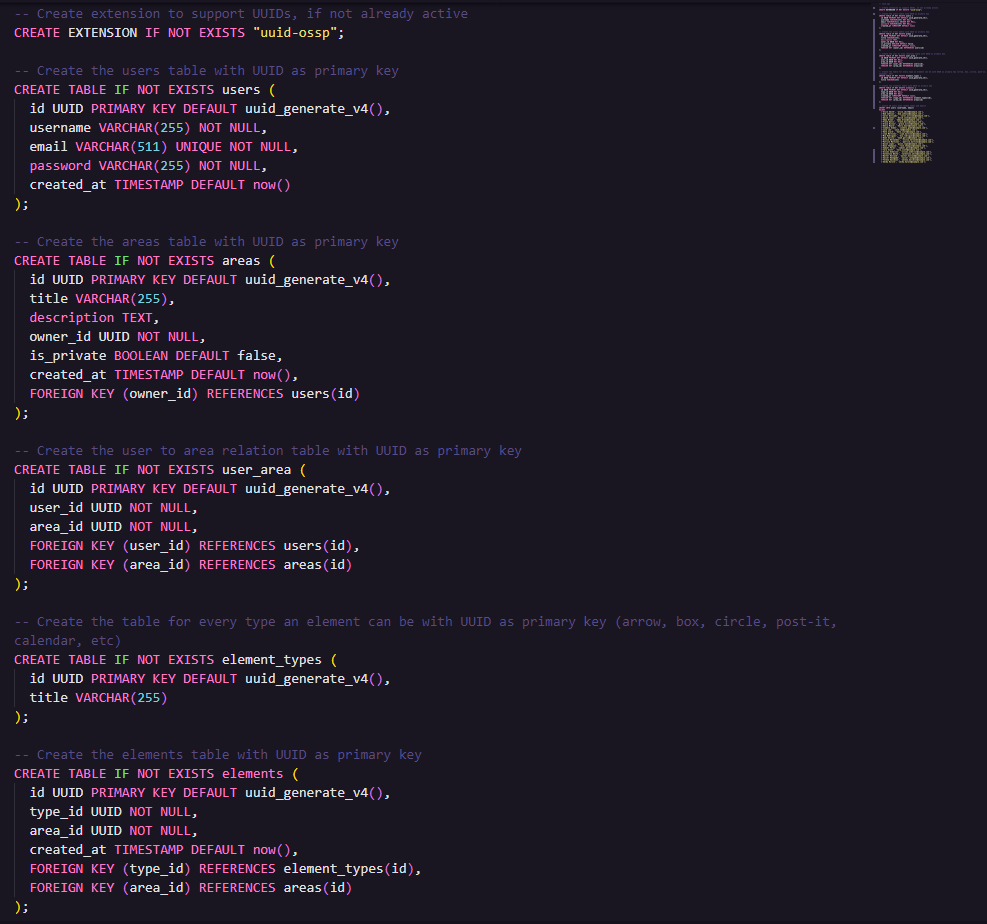 -- Create extension to support UUIDs, if not already active
CREATE EXTENSION IF NOT EXISTS "uuid-ossp";

-- Create the users table with UUID as primary key
CREATE TABLE IF NOT EXISTS users (
  id UUID PRIMARY KEY DEFAULT uuid_generate_v4(),
  username VARCHAR(255) NOT NULL,
  email VARCHAR(511) UNIQUE NOT NULL,
  password VARCHAR(255) NOT NULL,
  created_at TIMESTAMP DEFAULT now()
);

-- Create the areas table with UUID as primary key
CREATE TABLE IF NOT EXISTS areas (
  id UUID PRIMARY KEY DEFAULT uuid_generate_v4(),
  title VARCHAR(255),
  description TEXT,
  owner_id UUID NOT NULL,
  is_private BOOLEAN DEFAULT false,
  created_at TIMESTAMP DEFAULT now(),
  FOREIGN KEY (owner_id) REFERENCES users(id)
);

-- Create the user to area relation table with UUID as primary key
CREATE TABLE IF NOT EXISTS user_area (
  id UUID PRIMARY KEY DEFAULT uuid_generate_v4(),
  user_id UUID NOT NULL,
  area_id UUID NOT NULL,
  FOREIGN KEY (user_id) REFERENCES users(id),
  FOREIGN KEY (area_id) REFERENCES areas(id)
);

-- Create the table for every type an element can be with UUID as primary key (arrow, box, circle, post-it,
calendar, etc)
CREATE TABLE IF NOT EXISTS element_types (
  id UUID PRIMARY KEY DEFAULT uuid_generate_v4(),
  title VARCHAR(255)
);

-- Create the elements table with UUID as primary key
CREATE TABLE IF NOT EXISTS elements (
  id UUID PRIMARY KEY DEFAULT uuid_generate_v4(),
  type_id UUID NOT NULL,
  area_id UUID NOT NULL,
  created_at TIMESTAMP DEFAULT now(),
  FOREIGN KEY (type_id) REFERENCES element_types(id),
  FOREIGN KEY (area_id) REFERENCES areas(id)
);